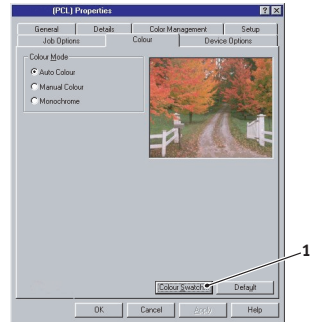 (PCL) Properties
General Details Color Management Setup
Job Options Colour Device Options
Colour Mode
Auto Colour
Manual Colour
Monochrome
1
Colour Swatch... Default
OK Cancel Apply Help